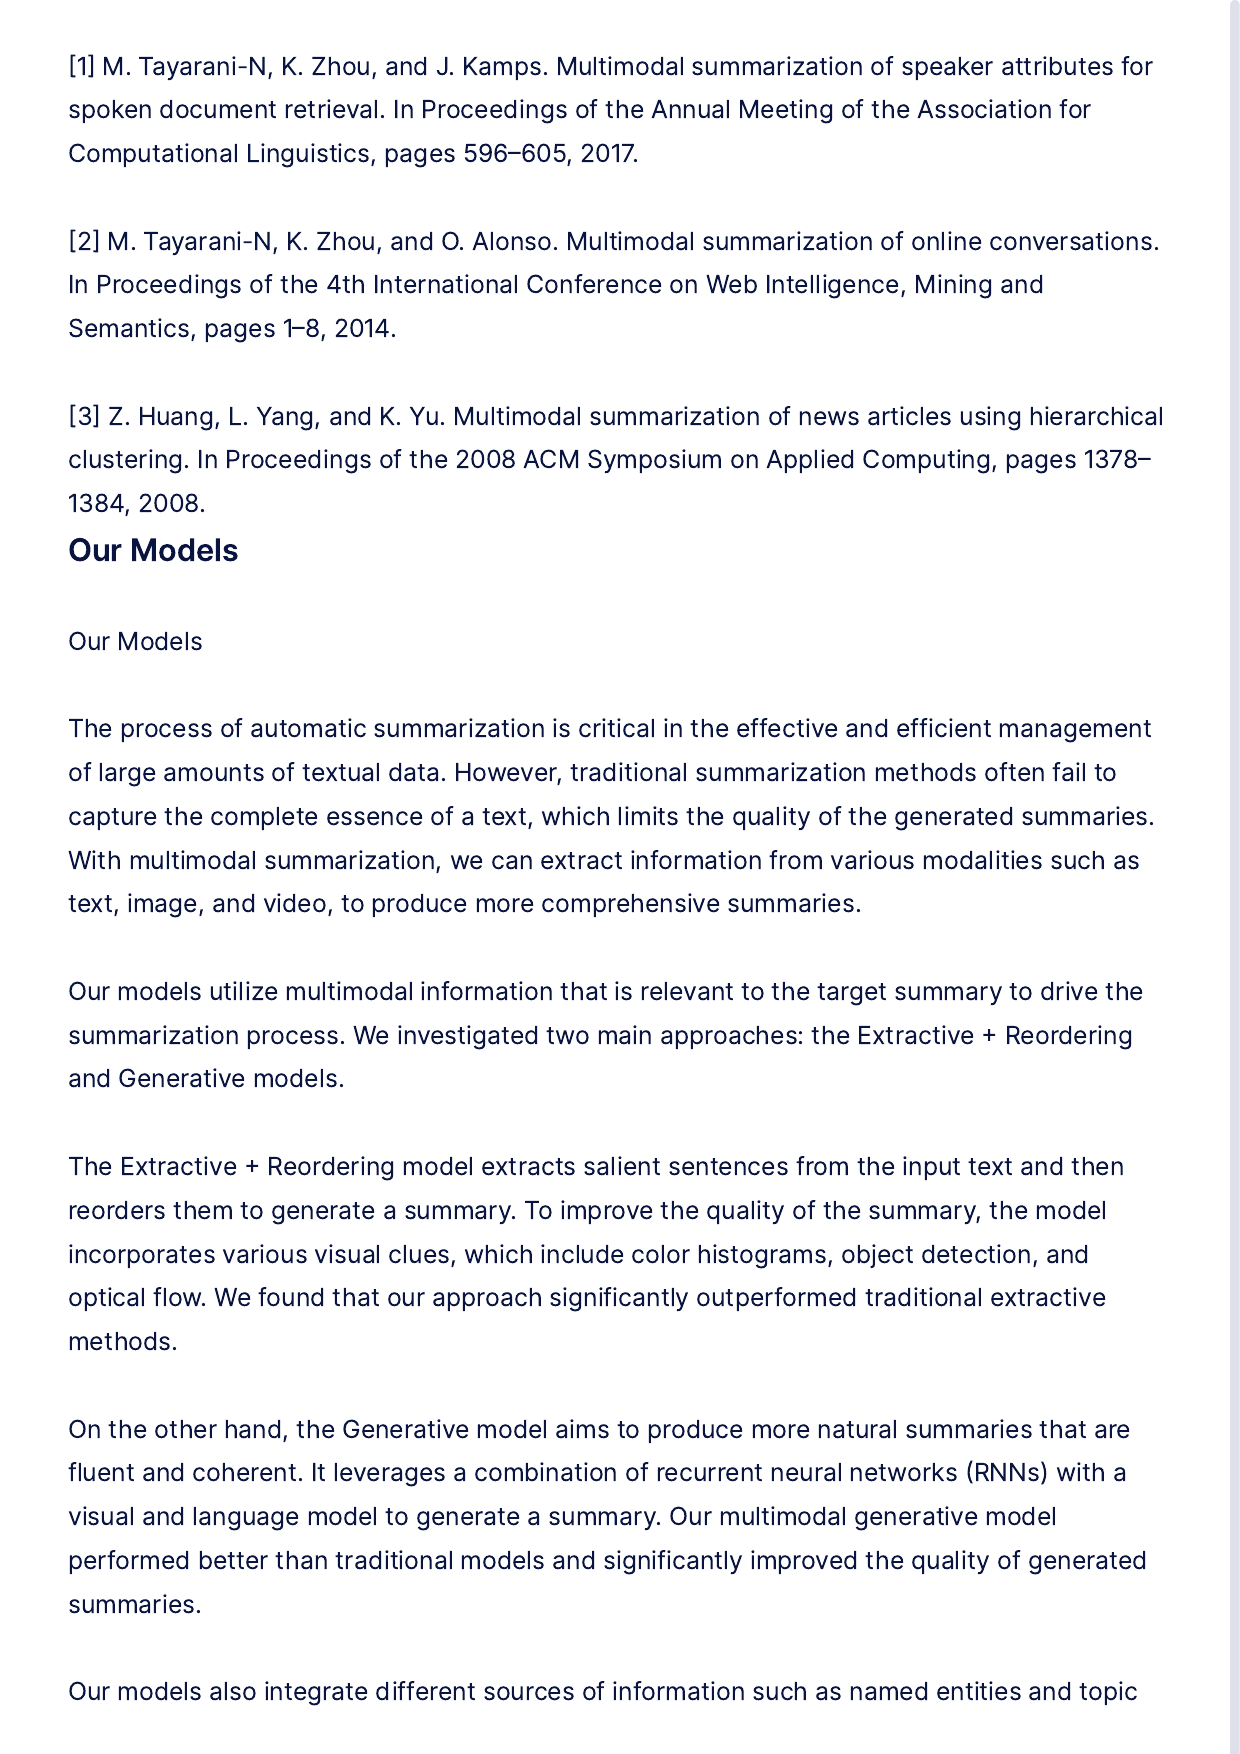 [1] M. Tayarani-N, K. Zhou, and J. Kamps. Multimodal summarization of speaker attributes for
spoken document retrieval. In Proceedings of the Annual Meeting of the Association for
Computational Linguistics, pages 596–605, 2017.
[2] M. Tayarani-N, K. Zhou, and O. Alonso. Multimodal summarization of online conversations.
In Proceedings of the 4th International Conference on Web Intelligence, Mining and
Semantics, pages 1–8, 2014.
[3] Z. Huang, L. Yang, and K. Yu. Multimodal summarization of news articles using hierarchical
clustering. In Proceedings of the 2008 ACM Symposium on Applied Computing, pages 1378–
1384, 2008.
Our Models
Our Models
The process of automatic summarization is critical in the effective and efficient management
of large amounts of textual data. However, traditional summarization methods often fail to
capture the complete essence of a text, which limits the quality of the generated summaries.
With multimodal summarization, we can extract information from various modalities such as
text, image, and video, to produce more comprehensive summaries.
Our models utilize multimodal information that is relevant to the target summary to drive the
summarization process. We investigated two main approaches: the Extractive + Reordering
and Generative models.
The Extractive + Reordering model extracts salient sentences from the input text and then
reorders them to generate a summary. To improve the quality of the summary, the model
incorporates various visual clues, which include color histograms, object detection, and
optical flow. We found that our approach significantly outperformed traditional extractive
methods.
On the other hand, the Generative model aims to produce more natural summaries that are
fluent and coherent. It leverages a combination of recurrent neural networks (RNNs) with a
visual and language model to generate a summary. Our multimodal generative model
performed better than traditional models and significantly improved the quality of generated
summaries.
Our models also integrate different sources of information such as named entities and topic